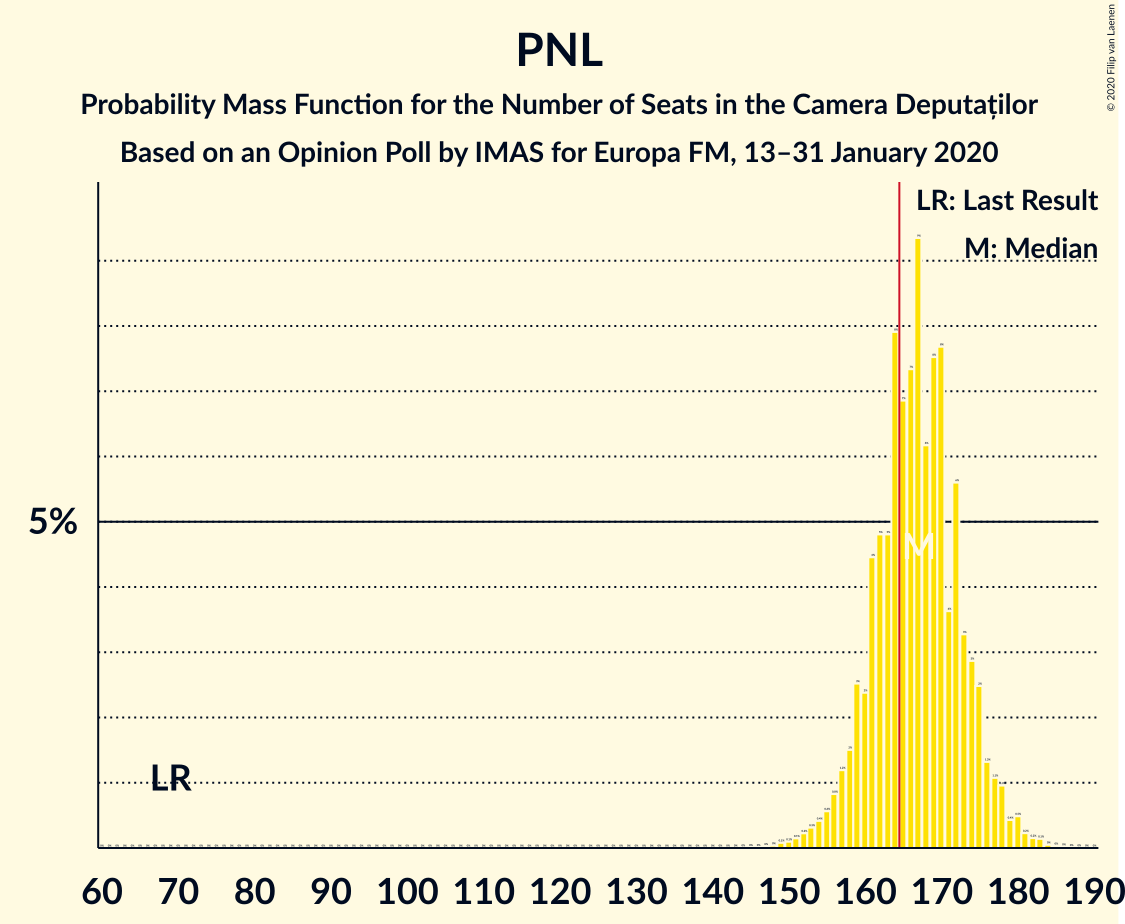 PNL
Probability Mass Function for the Number of Seats in the Camera Deputaților
Based on an Opinion Poll by IMAS for Europa FM, 13–31 January 2020
© 2020 Filip van Laenen
LR: Last Result
M: Median
5%
M
LR
60 70 80 90 100 110 120 130 140 150 160 170 180 190